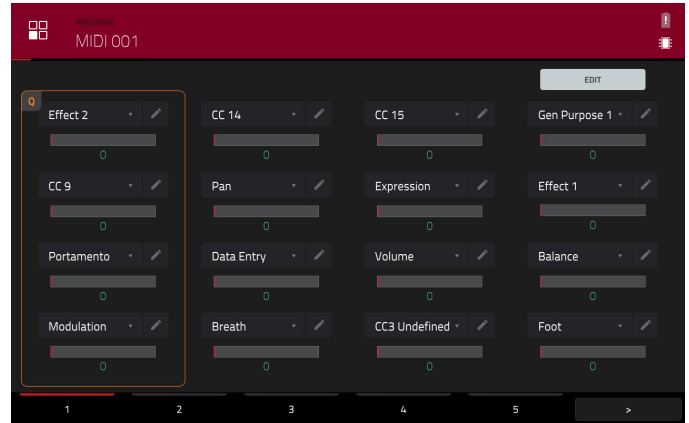 PROGRAM
MIDI 001
!
EDIT
Q
Effect 2 CC 14 CC 15 Gen Purpose 1
0 0 0 0
CC 9 Pan Expression Effect 1
0 0 0 0
Portamento Data Entry Volume Balance
0 0 0 0
Modulation Breath CC3 Undefined Foot
0 0 0 0
1 2 3 4 5 >